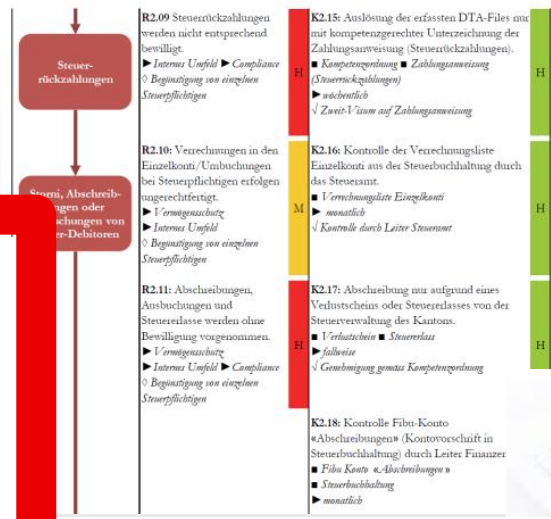 Steuer-
rückzahlungen
R2.09 Steuerrückzahlungen
werden nicht entsprechend
bewilligt.
► Internes Umfeld ► Compliance
◊ Begünstigung von einzelnen
Steuerpflichtigen
H
K2.15: Auslösung der erfassten DTA-Files nur
mit kompetenzgerechter Unterzeichnung der
Zahlungsanweisung (Steuerrückzahlungen).
■ Kompetenzordnung ■ Zahlungsanweisung
(Steuerrückzahlungen)
► wöchentlich
√ Zweit-Visum auf Zahlungsanweisung
H
Storni, Abschreib-
ungen oder
buchungen von
er-Debitoren
R2.10: Verrechnungen in den
Einzelkonti/Umbuchungen
bei Steuerpflichtigen erfolgen
ungerechtfertigt.
► Vermögensschutz
► Internes Umfeld
◊ Begünstigung von einzelnen
Steuerpflichtigen
M
K2.16: Kontrolle der Verrechnungsliste
Einzelkonti aus der Steuerbuchhaltung durch
das Steueramt.
■ Verrechnungsliste Einzelkonti
► monatlich
√ Kontrolle durch Leiter Steueramt
H
R2.11: Abschreibungen,
Ausbuchungen und
Steuererlasse werden ohne
Bewilligung vorgenommen.
► Vermögensschutz
► Internes Umfeld ► Compliance
◊ Begünstigung von einzelnen
Steuerpflichtigen
H
K2.17: Abschreibung nur aufgrund eines
Verlustscheins oder Steuererlasses von der
Steuerverwaltung des Kantons.
■ Verlustschein ■ Steuererlass
► fallweise
√ Genehmigung gemäss Kompetenzordnung
H
K2.18: Kontrolle Fibu-Konto
«Abschreibungen» (Kontovorschrift in
Steuerbuchhaltung) durch Leiter Finanzen
■ Fibu Konto «Abschreibungen»
■ Steuerbuchhaltung
► monatlich